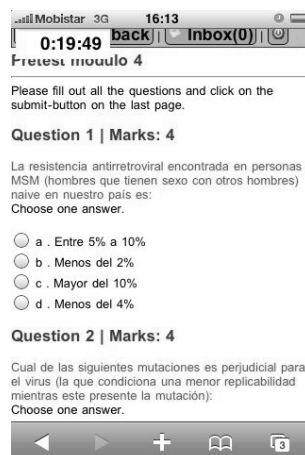 Mobistar 3G 16:13
0:19:49 back Inbox(0)
Pretest modulo 4
Please fill out all the questions and click on the
submit-button on the last page.
Question 1 | Marks: 4
La resistencia antirretroviral encontrada en personas
MSM (hombres que tienen sexo con otros hombres)
naive en nuestro país es:
Choose one answer.
a . Entre 5% a 10%
b . Menos del 2%
c . Mayor del 10%
d . Menos del 4%
Question 2 | Marks: 4
Cual de las siguientes mutaciones es perjudicial para
el virus (la que condiciona una menor replicabilidad
mientras este presente la mutación):
Choose one answer.
3